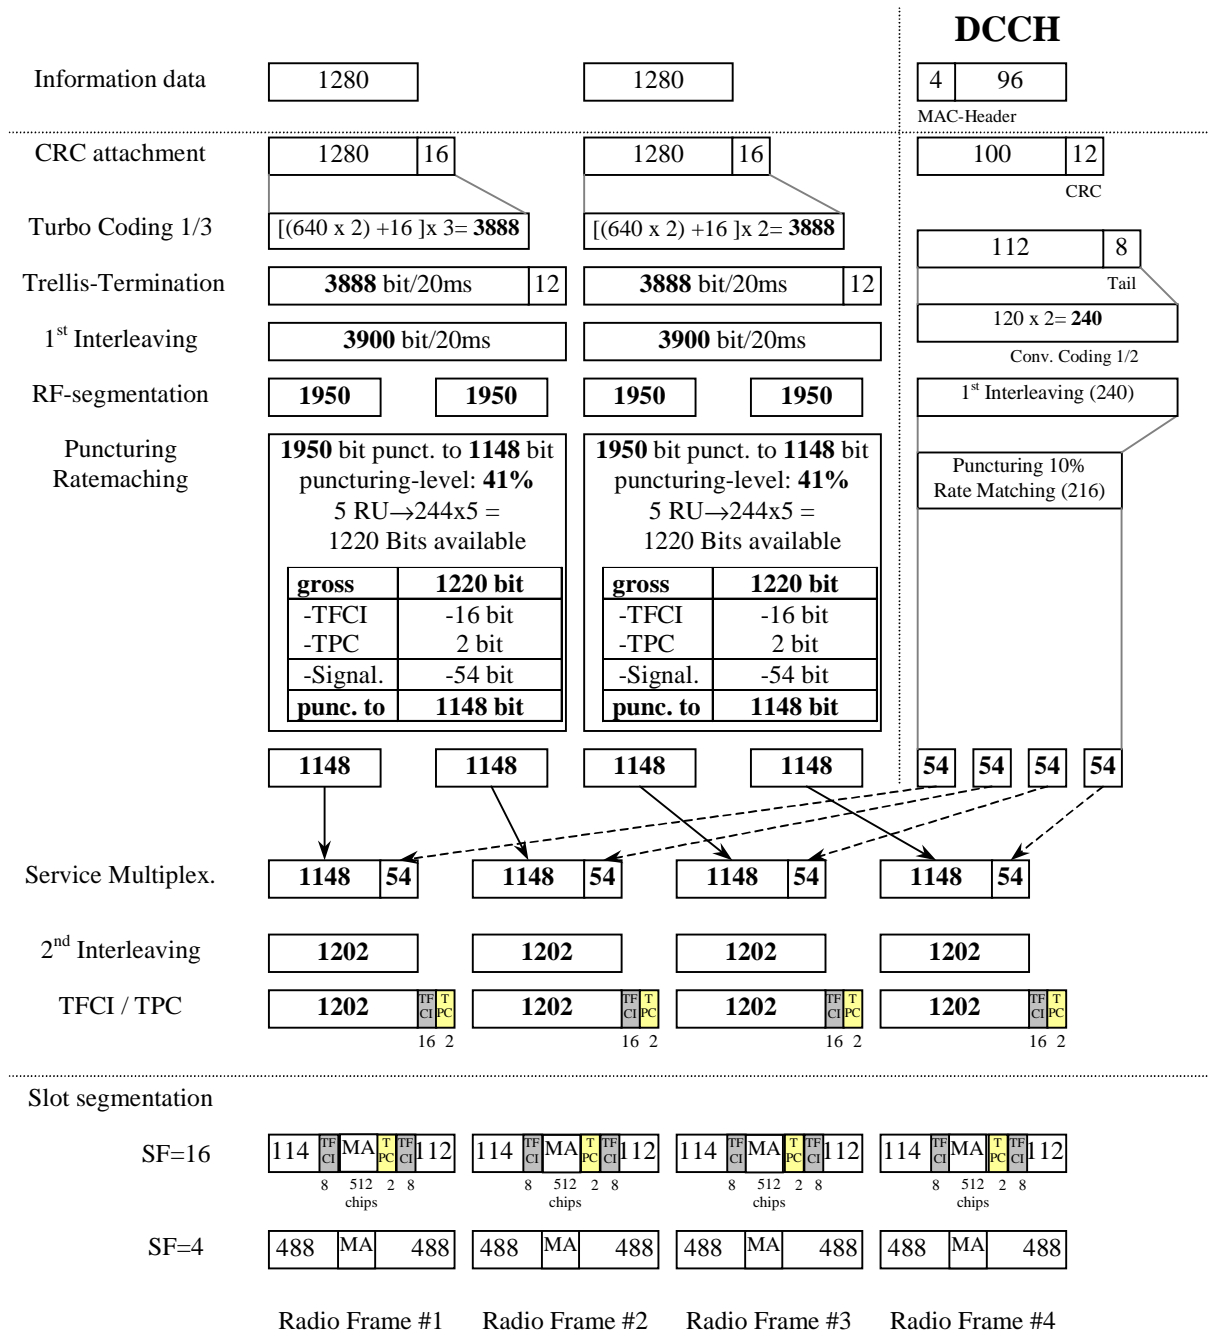 DCCH
Information data 1280 1280 4 96
MAC-Header
CRC attachment 1280 16 1280 16 100 12
CRC
Turbo Coding 1/3 [(640 x 2) +16 ]x 3= 3888 [(640 x 2) +16 ]x 2= 3888
112 8
Tail
Trellis-Termination 3888 bit/20ms 12 3888 bit/20ms 12
120 x 2= 240
Conv. Coding 1/2
1st Interleaving 3900 bit/20ms 3900 bit/20ms
RF-segmentation 1950 1950 1950 1950 1st Interleaving (240)
Puncturing
Ratemaching
1950 bit punct. to 1148 bit
puncturing-level: 41%
5 RU→244x5 =
1220 Bits available
gross 1220 bit
-TFCI -16 bit
-TPC 2 bit
-Signal. -54 bit
punc. to 1148 bit
1950 bit punct. to 1148 bit
puncturing-level: 41%
5 RU→244x5 =
1220 Bits available
gross 1220 bit
-TFCI -16 bit
-TPC 2 bit
-Signal. -54 bit
punc. to 1148 bit
Puncturing 10%
Rate Matching (216)
1148 1148 1148 1148 54 54 54 54
Service Multiplex. 1148 54 1148 54 1148 54 1148 54
2nd Interleaving 1202 1202 1202 1202
TFCI / TPC 1202 TF CI T PC 1202 TF CI T PC 1202 TF CI T PC 1202 TF CI T PC
16 2 16 2 16 2 16 2
Slot segmentation
SF=16 114 TF CI MA T PC TF CI 112 114 TF CI MA T PC TF CI 112 114 TF CI MA T PC TF CI 112 114 TF CI MA T PC TF CI 112
8 512 2 8 8 512 2 8 8 512 2 8 8 512 2 8
chips chips chips chips
SF=4 488 MA 488 488 MA 488 488 MA 488 488 MA 488
Radio Frame #1 Radio Frame #2 Radio Frame #3 Radio Frame #4